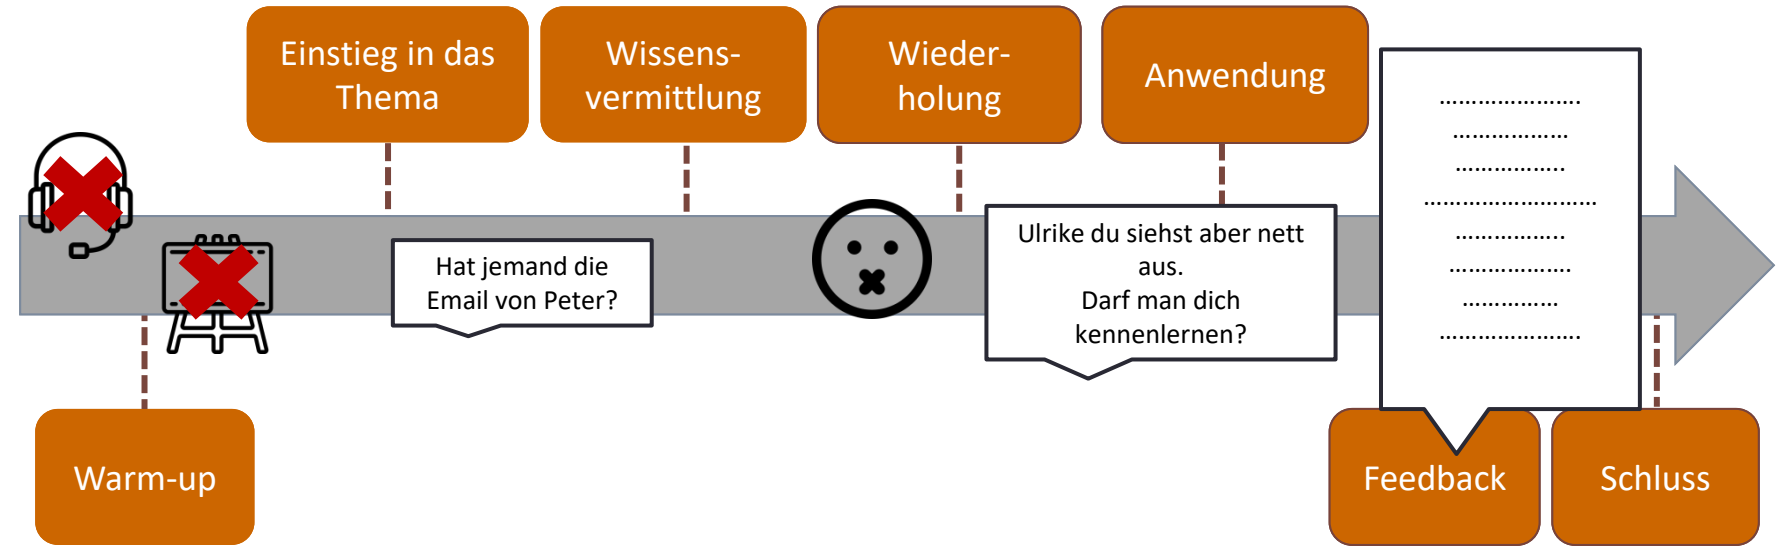 Einstieg in das
Thema
Wissens-
vermittlung
Wieder-
holung
Anwendung
Hat jemand die
Email von Peter?
Ulrike du siehst aber nett
aus.
Darf man dich
kennenlernen?
………………….
………………
……………..
………………………
……………..
……………….
……………
………………….
Warm-up
Feedback
Schluss